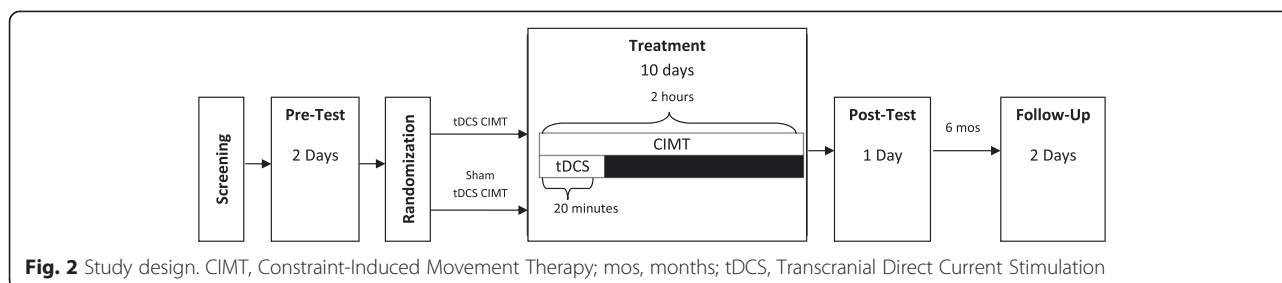 Screening
Pre-Test
2 Days
Randomization
tDCS CIMT
Sham
tDCS CIMT
Treatment
10 days
2 hours
CIMT
tDCS
20 minutes
Post-Test
1 Day
6 mos
Follow-Up
2 Days
Fig. 2 Study design. CIMT, Constraint-Induced Movement Therapy; mos, months; tDCS, Transcranial Direct Current Stimulation